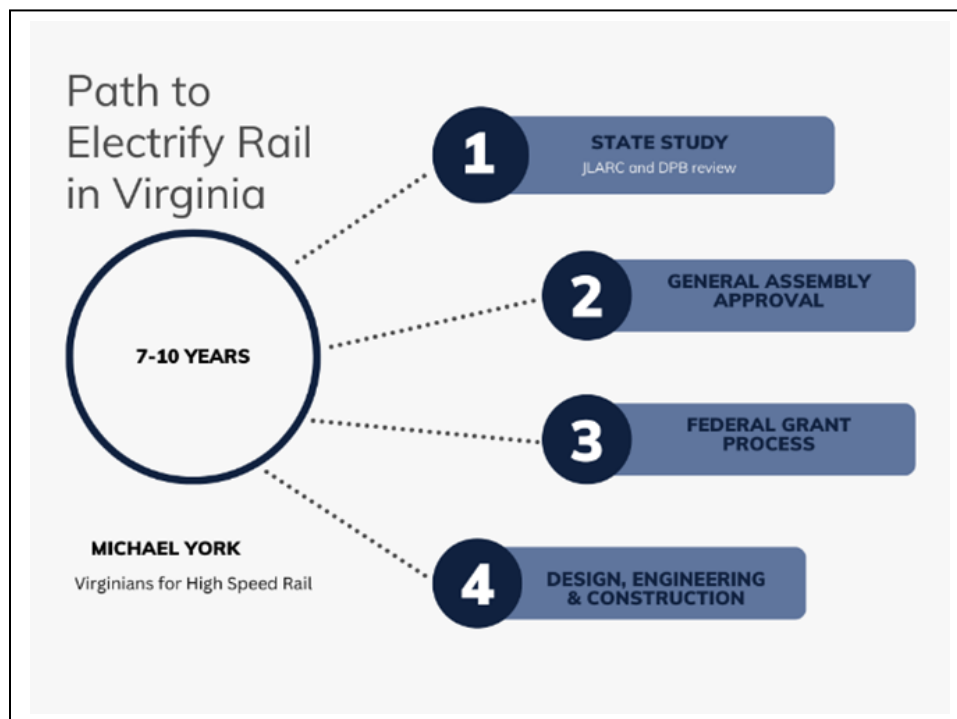 Path to
Electrify Rail
in Virginia
7-10 YEARS
MICHAEL YORK
Virginians for High Speed Rail
1
STATE STUDY
JLARC and DPB review
2
GENERAL ASSEMBLY
APPROVAL
3
FEDERAL GRANT
PROCESS
4
DESIGN, ENGINEERING
& CONSTRUCTION